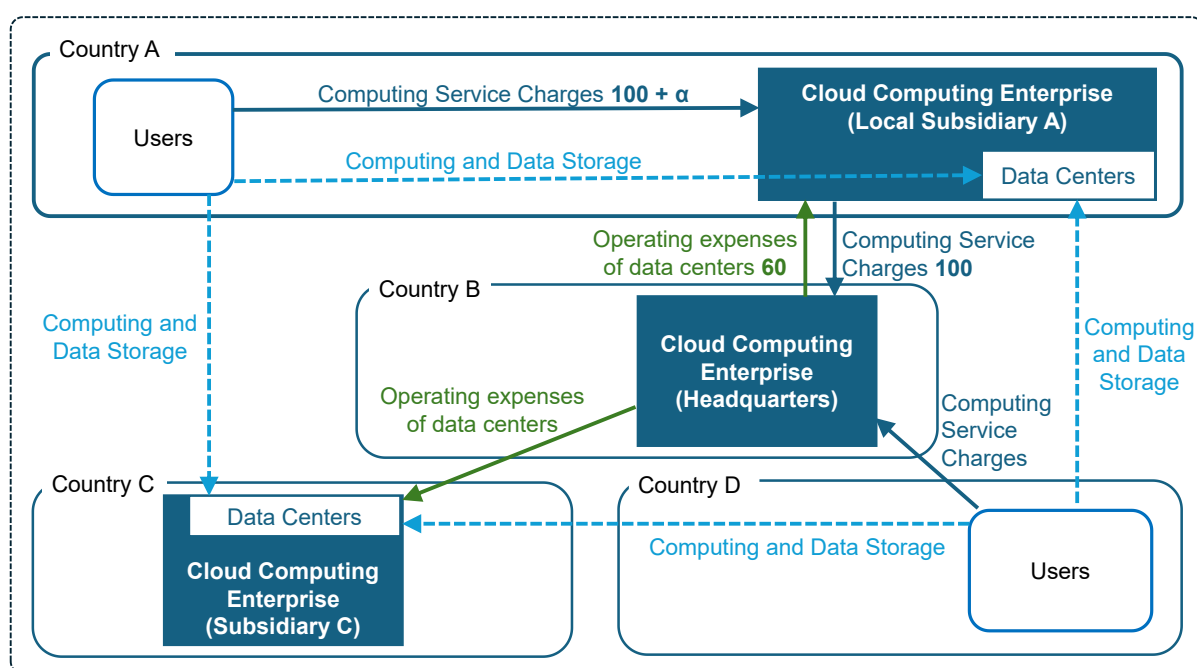 Country A
Users
Computing Service Charges 100 + α
Cloud Computing Enterprise
(Local Subsidiary A)
Computing and Data Storage
Data Centers
Operating expenses
of data centers 60
Computing Service
Charges 100
Country B
Computing and
Data Storage
Cloud Computing
Enterprise
(Headquarters)
Computing
and Data
Storage
Operating expenses
of data centers
Computing
Service
Charges
Country C
Data Centers
Cloud Computing
Enterprise
(Subsidiary C)
Country D
Computing and Data Storage
Users